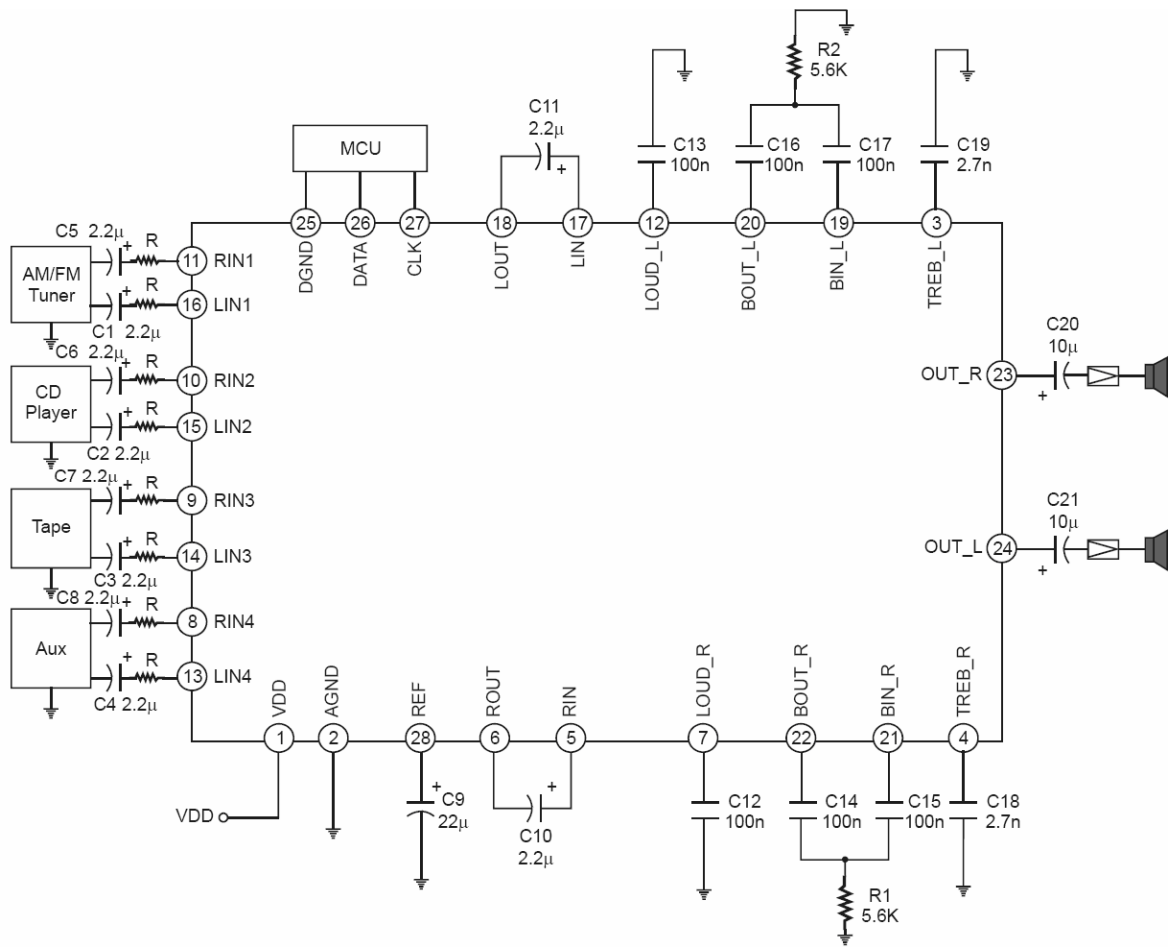 R2
5.6K
C11
2.2μ
C13
100n
C16
100n
C17
100n
C19
2.7n
MCU
25
26
27
18
17
12
20
19
3
DGND
DATA
CLK
LOUT
LIN
LOUD_L
BOUT_L
BIN_L
TREB_L
C5 2.2μ
+
R
AM/FM
Tuner
11 RIN1
+
R
16 LIN1
C1 2.2μ
C6 2.2μ
+
R
CD
Player
10 RIN2
+
R
15 LIN2
C2 2.2μ
C7 2.2μ
+
R
Tape
9 RIN3
+
R
14 LIN3
C3 2.2μ
C8 2.2μ
+
R
Aux
8 RIN4
+
R
13 LIN4
C4 2.2μ
C20
10μ
OUT_R 23
+
C21
10μ
OUT_L 24
+
VDD
AGND
REF
ROUT
RIN
LOUD_R
BOUT_R
BIN_R
TREB_R
1
2
28
6
5
7
22
21
4
VDD
+
C9
22μ
+
C10
2.2μ
C12
100n
C14
100n
C15
100n
C18
2.7n
R1
5.6K